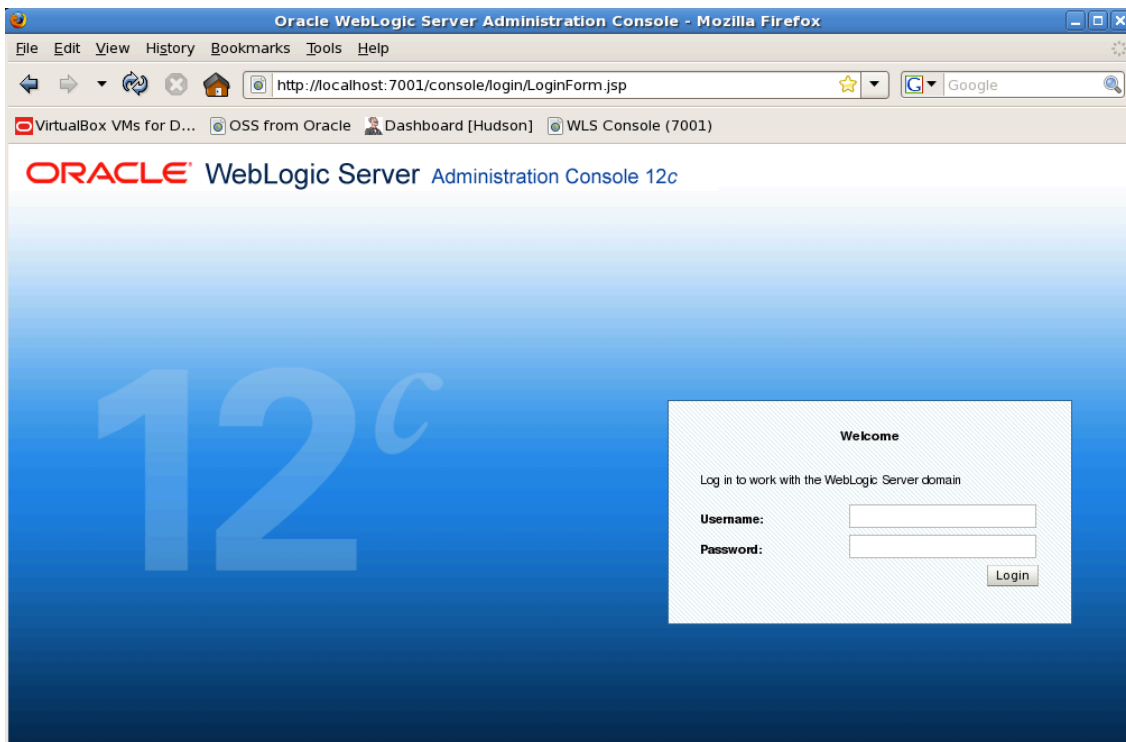 Oracle WebLogic Server Administration Console - Mozilla Firefox
File Edit View History Bookmarks Tools Help
http://localhost:7001/console/login/LoginForm.jsp G Google
VirtualBox VMs for D... OSS from Oracle Dashboard [Hudson] WLS Console (7001)
ORACLE WebLogic Server Administration Console 12c
12c
Welcome
Log in to work with the WebLogic Server domain
Username:
Password:
Login